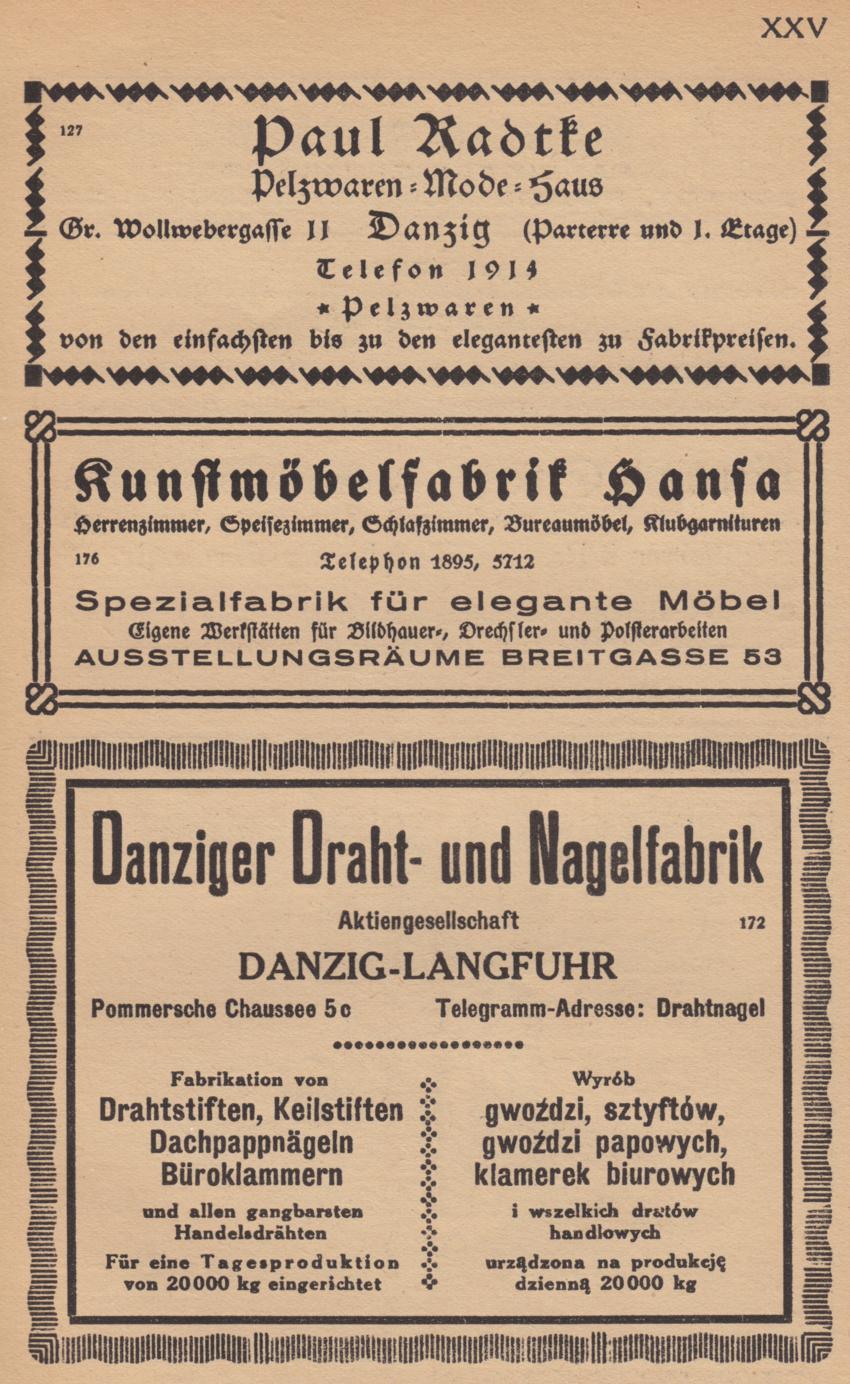 XXV
127
Paul Radtke
Pelzwaren-Mode-Haus
Gr. Wollwebergasse 11 Danzig (Parterre und 1. Etage)
Telefon 1914
* Pelzwaren *
von den einfachsten bis zu den elegantesten zu Fabrikpreisen.
Kunstmöbelfabrik Hansa
Herrenzimmer, Speisezimmer, Schlafzimmer, Bureaumöbel, Klubgarnituren
176 Telephon 1895, 5712
Spezialfabrik für elegante Möbel
Eigene Werkstätten für Bildhauer-, Drechsler- und Polsterarbeiten
AUSSTELLUNGSRÄUME BREITGASSE 53
Danziger Draht- und Nagelfabrik
Aktiengesellschaft 172
DANZIG-LANGFUHR
Pommersche Chaussee 5c Telegramm-Adresse: Drahtnagel
Fabrikation von
Drahtstiften, Keilstiften
Dachpappnägeln
Büroklammern
und allen gangbarsten
Handelsdrähten
Für eine Tagesproduktion
von 20000 kg eingerichtet
Wyrób
gwoździ, sztyftów,
gwoździ papowych,
klamerek biurowych
i wszelkich drutów
handlowych
urządzona na produkcję
dzienną 20000 kg